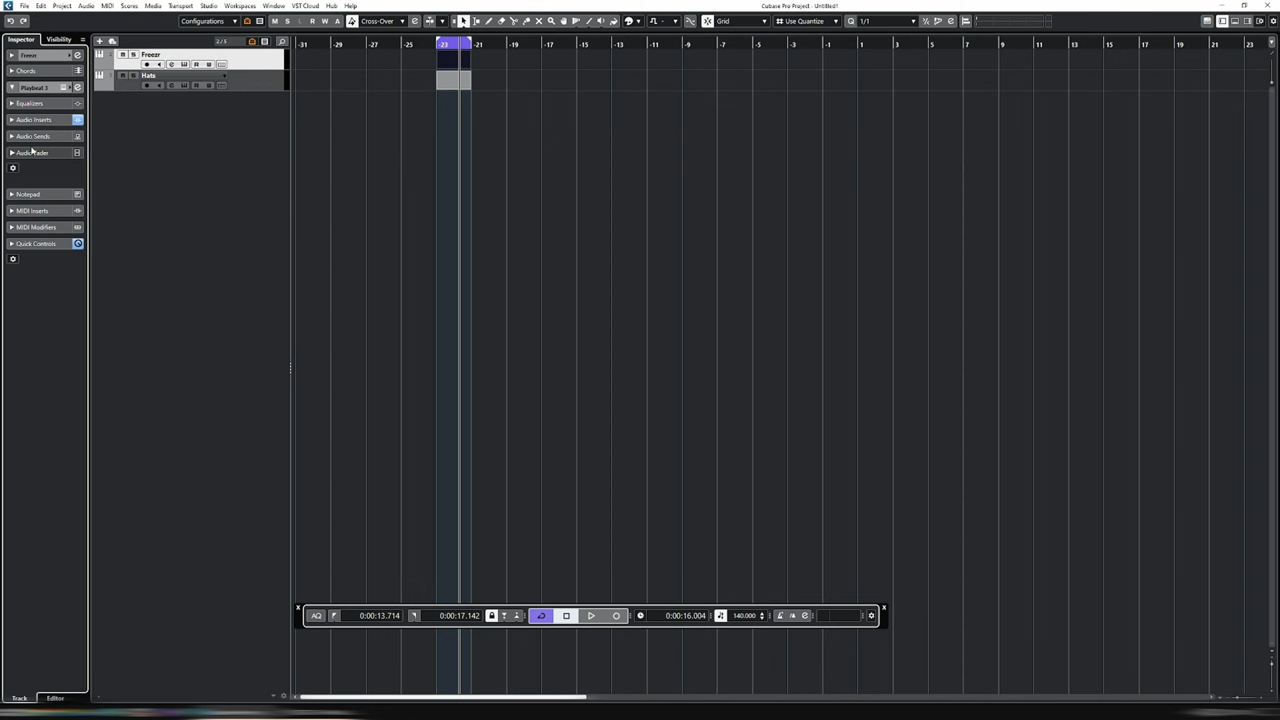 Cubase Pro Project - Untitled1
File Edit Project Audio MIDI Scores Media Transport Studio Workspaces Window VST Cloud Hub Help
Configurations M S L R W A Cross-Over Grid Use Quantize Q 1/1
Inspector Visibility
-31 -29 -27 -25 -23 -21 -19 -17 -15 -13 -11 -9 -7 -5 -3 -1 1 3 5 7 9 11 13 15 17 19 21 23
Freezr
Chords
Playbeat 3
Equalizers
Audio Inserts
Audio Sends
Notepad
MIDI Inserts
MIDI Modifiers
Quick Controls
Freezr
M S
R W
Hats
M S
R W
AQ 0:00:13.714 0:00:17.142 0:00:16.004 140.000
Track Editor